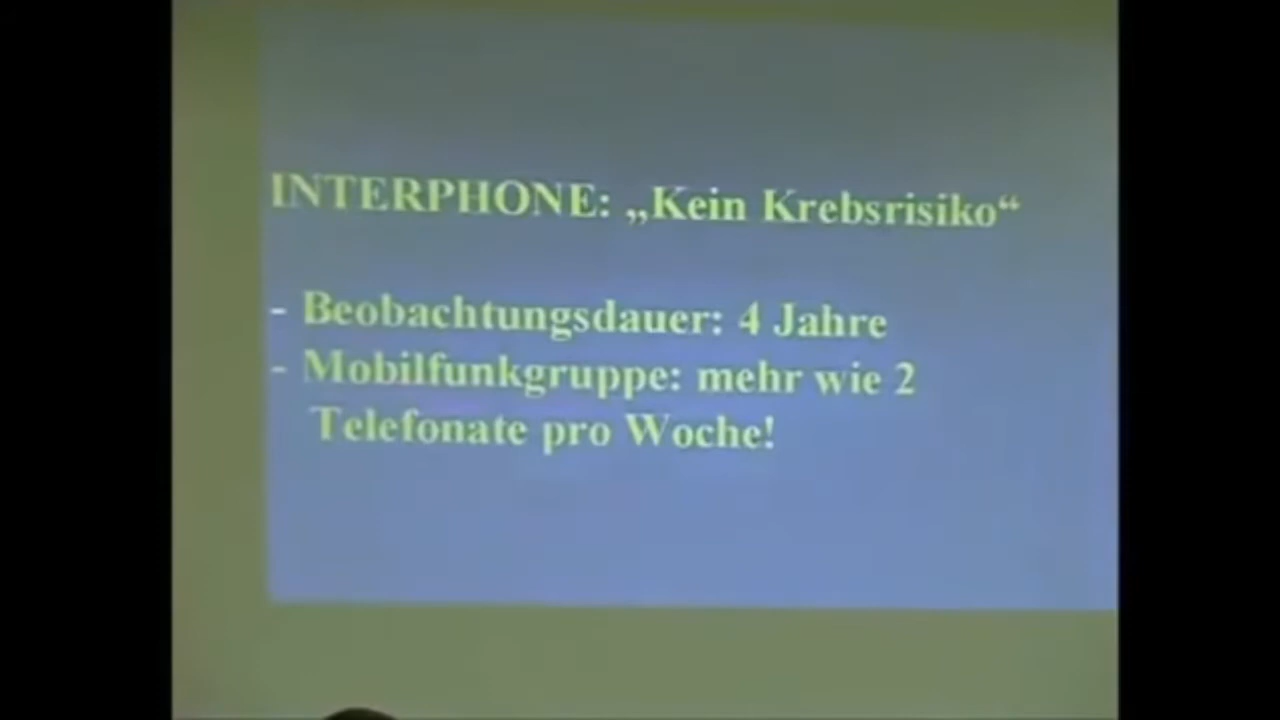 INTERPHONE: „Kein Krebsrisiko“
- Beobachtungsdauer: 4 Jahre
- Mobilfunkgruppe: mehr wie 2
Telefonate pro Woche!